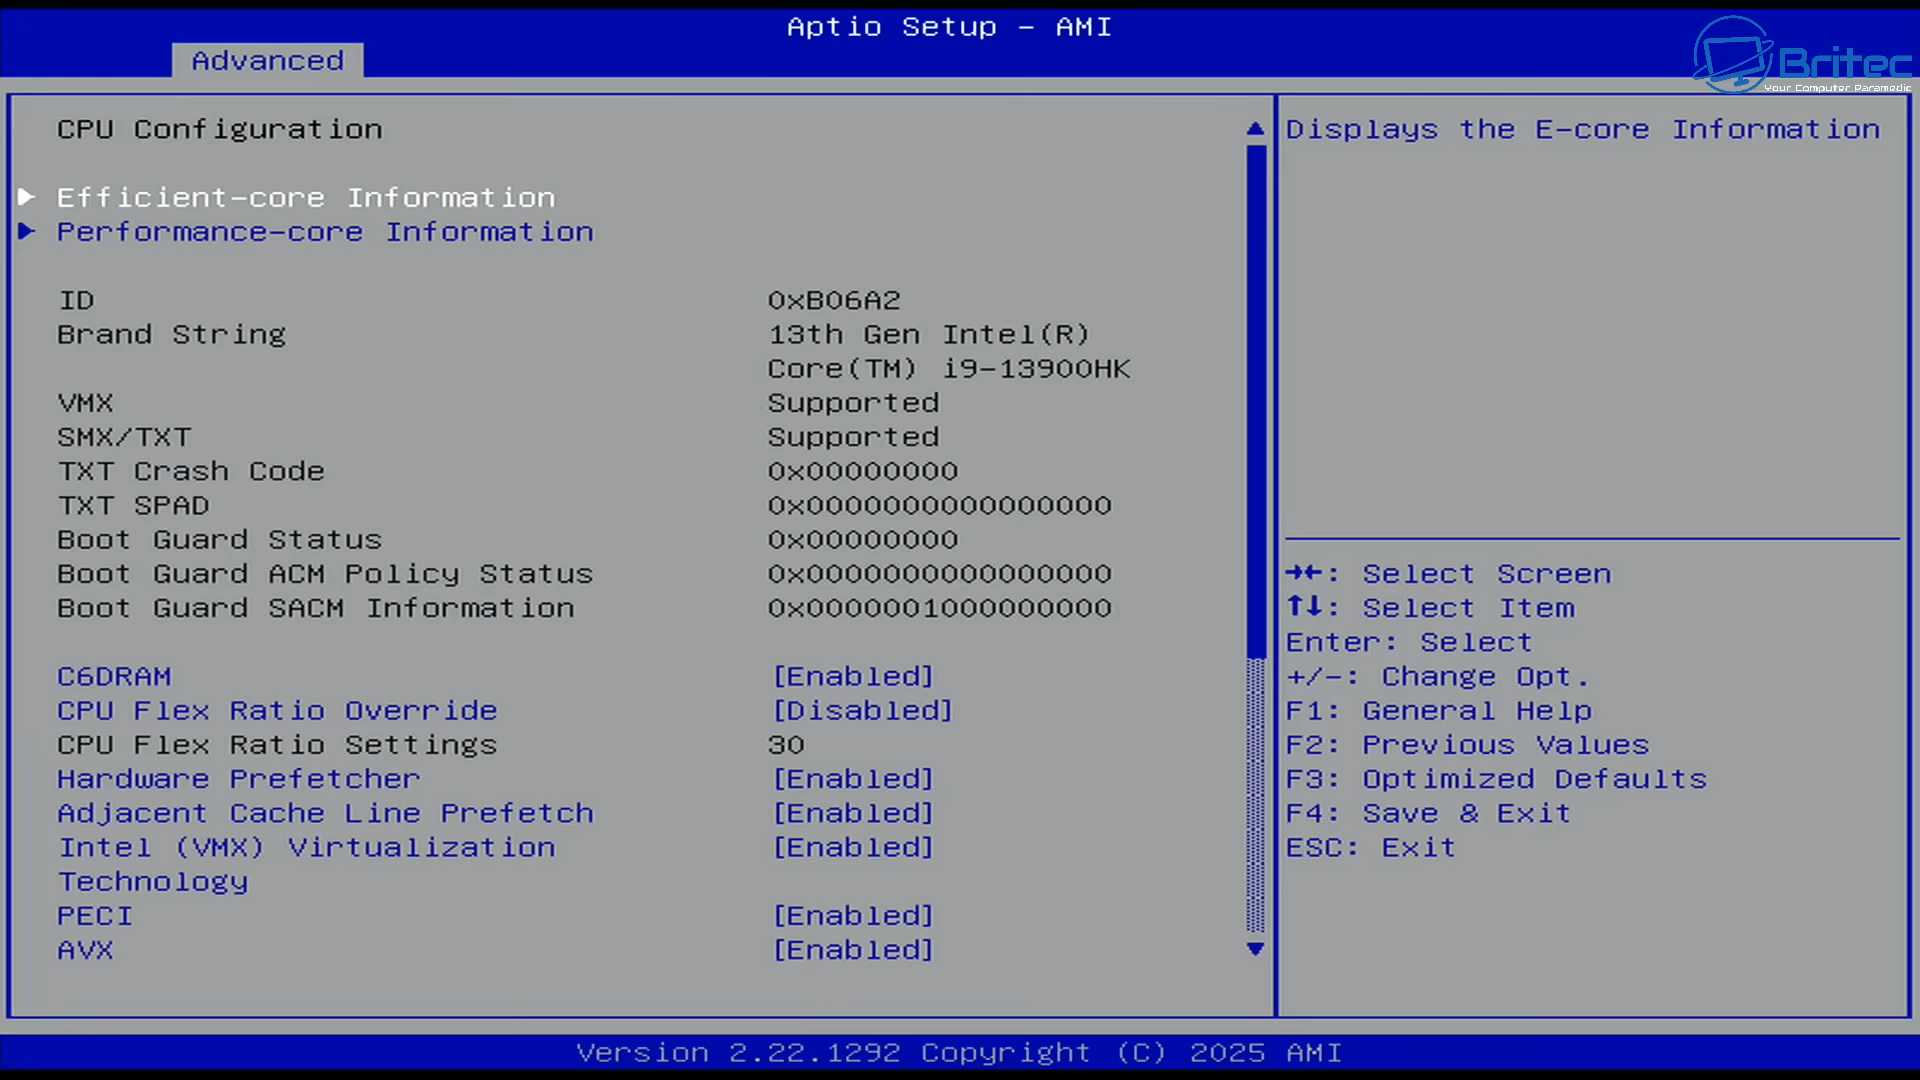 Aptio Setup - AMI
Advanced
Britec
Your Computer Paramedic
CPU Configuration
Efficient-core Information
Performance-core Information
ID 0xB06A2
Brand String 13th Gen Intel(R)
Core(TM) i9-13900HK
VMX Supported
SMX/TXT Supported
TXT Crash Code 0x00000000
TXT SPAD 0x0000000000000000
Boot Guard Status 0x00000000
Boot Guard ACM Policy Status 0x0000000000000000
Boot Guard SACM Information 0x0000001000000000
C6DRAM [Enabled]
CPU Flex Ratio Override [Disabled]
CPU Flex Ratio Settings 30
Hardware Prefetcher [Enabled]
Adjacent Cache Line Prefetch [Enabled]
Intel (VMX) Virtualization [Enabled]
Technology
PECI [Enabled]
AVX [Enabled]
Displays the E-core Information
→←: Select Screen
↑↓: Select Item
Enter: Select
+/-: Change Opt.
F1: General Help
F2: Previous Values
F3: Optimized Defaults
F4: Save & Exit
ESC: Exit
Version 2.22.1292 Copyright (C) 2025 AMI